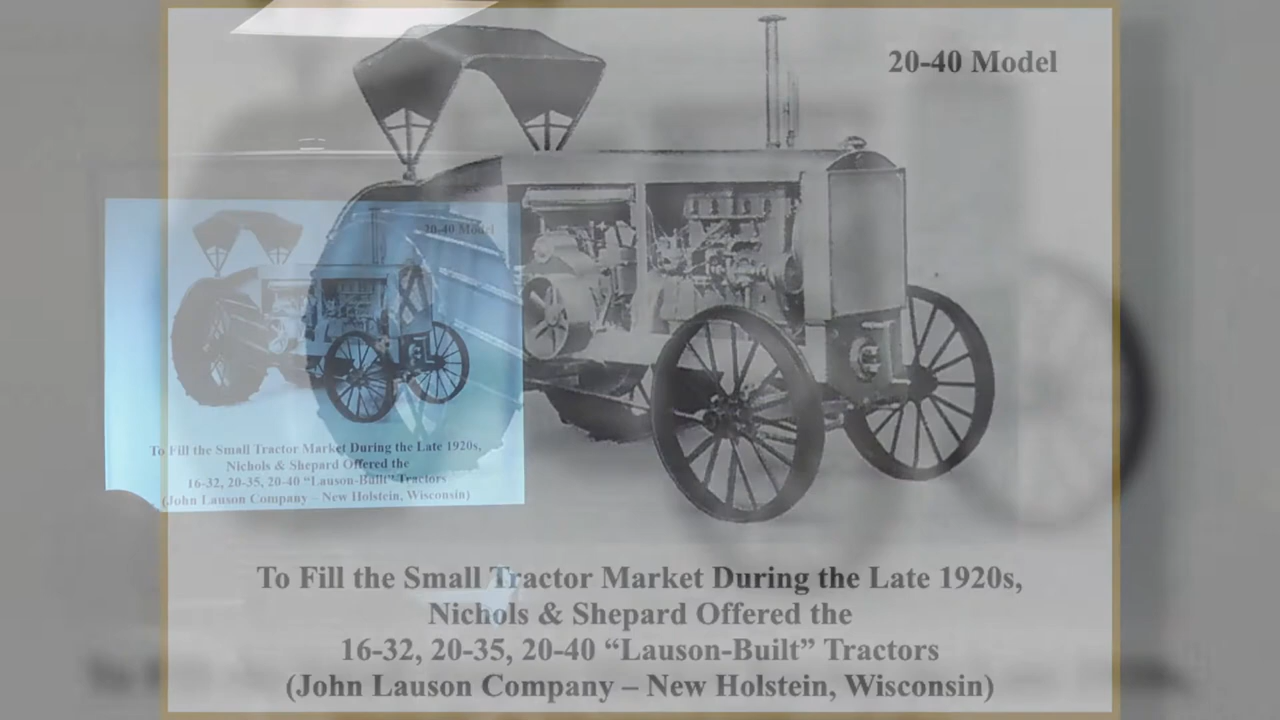 20-40 Model
To Fill the Small Tractor Market During the Late 1920s,
Nichols & Shepard Offered the
16-32, 20-35, 20-40 “Lauson-Built” Tractors
(John Lauson Company – New Holstein, Wisconsin)
20-40 Model
To Fill the Small Tractor Market During the Late 1920s,
Nichols & Shepard Offered the
16-32, 20-35, 20-40 “Lauson-Built” Tractors
(John Lauson Company – New Holstein, Wisconsin)